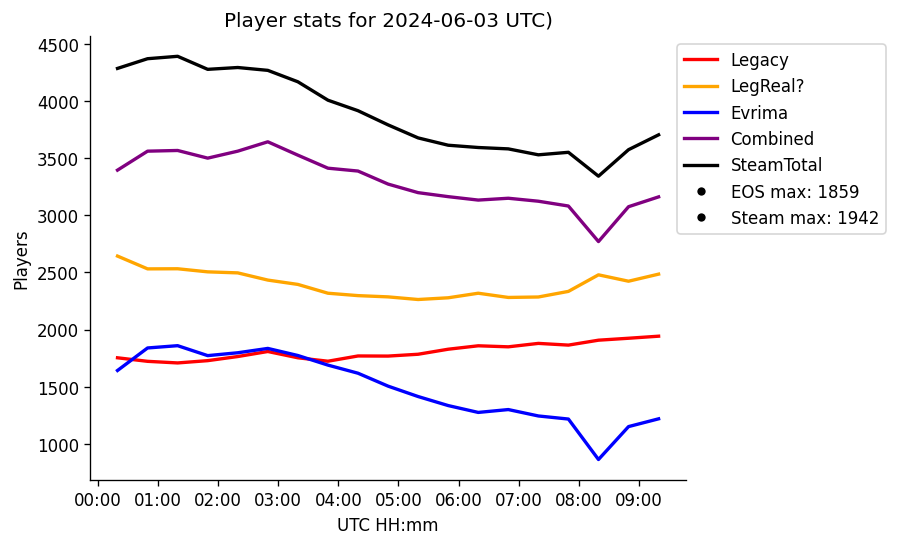 Player stats for 2024-06-03 UTC)
Legacy
LegReal?
Evrima
Combined
SteamTotal
EOS max: 1859
Steam max: 1942
Players
4500
4000
3500
3000
2500
2000
1500
1000
00:00 01:00 02:00 03:00 04:00 05:00 06:00 07:00 08:00 09:00
UTC HH:mm